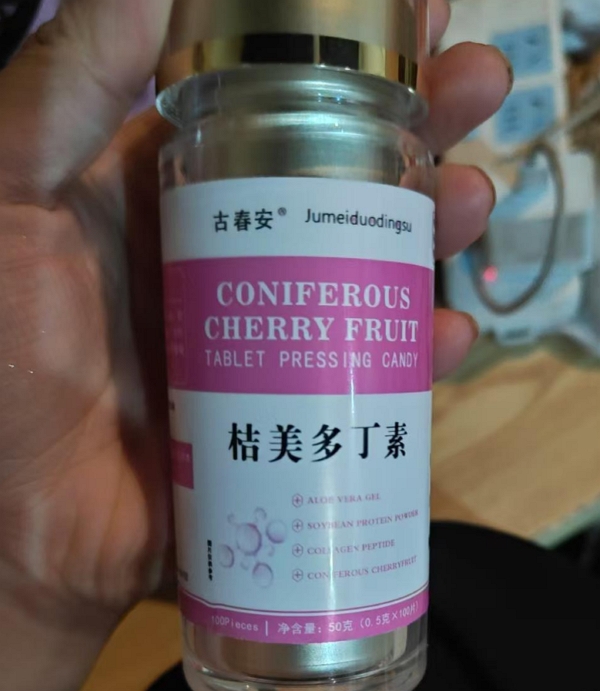 古春安® Jumeiduodingsu
CONIFEROUS
CHERRY FRUIT
TABLET PRESSING CANDY
桔美多丁素
ALOE VERA GEL
SOYBEAN PROTEIN POWDER
COLLAGEN PEPTIDE
CONIFEROUS CHERRYFRUIT
100Pieces | 净含量：50克（0.5克×100片）